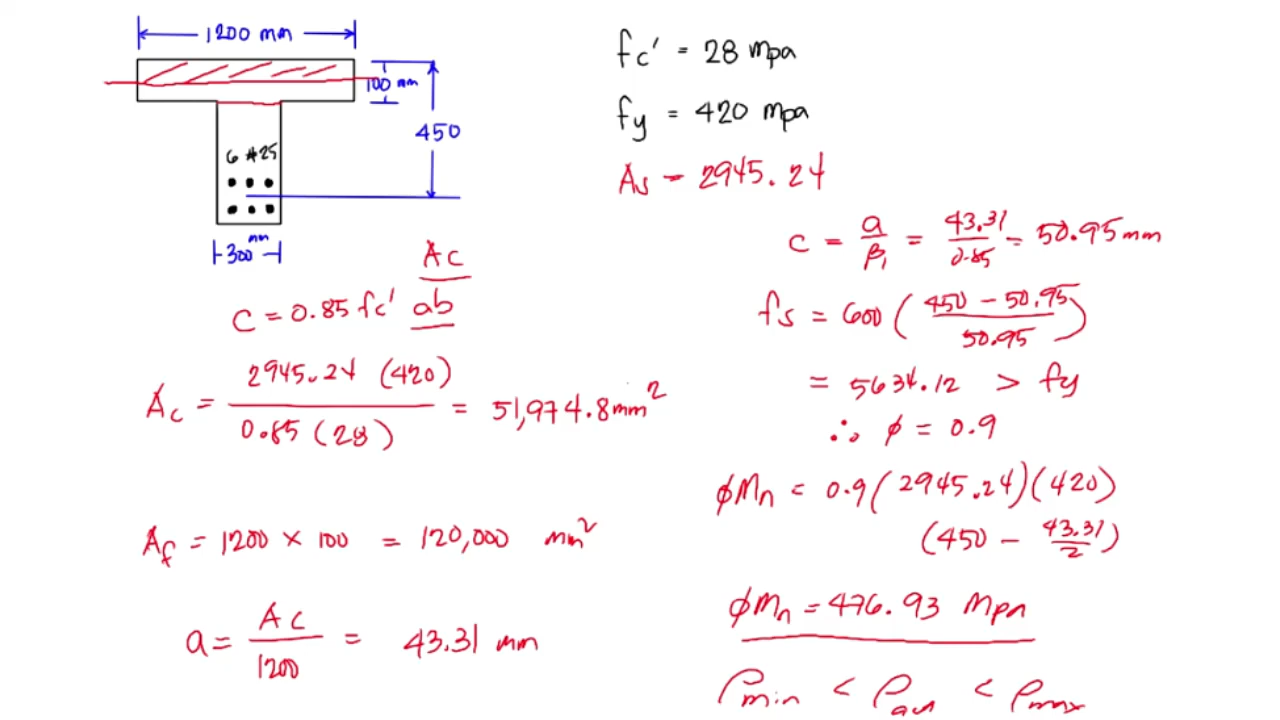 1200 mm
100 mm
450
6 #25
300 mm
fc' = 28 mpa
fy = 420 mpa
As = 2945.24
Ac
C = 0.85 fc' ab
Ac = 2945.24 (420) / 0.85 (28) = 51,974.8 mm²
Af = 1200 × 100 = 120,000 mm²
a = Ac / 1200 = 43.31 mm
c = a / β₁ = 43.31 / 0.85 = 50.95 mm
fs = 600 ( 450 - 50.95 / 50.95 )
= 5634.12 > fy
∴ ϕ = 0.9
ϕMn = 0.9 (2945.24)(420)
(450 - 43.31 / 2)
ϕMn = 476.93 Mpa
ρmin < ρact < ρmax